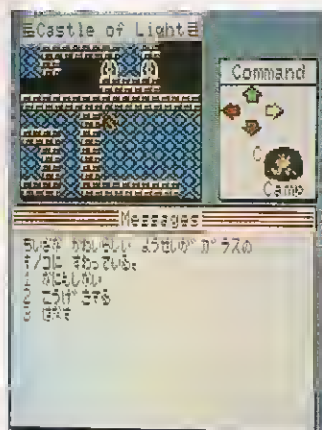 Castle of Light
Command
C
Camp
Messages
ちいさな かわいらしい ようせいが ガラスの
キノコに すわっている。
1 なにもしない
2 こうげきする
3 はなす